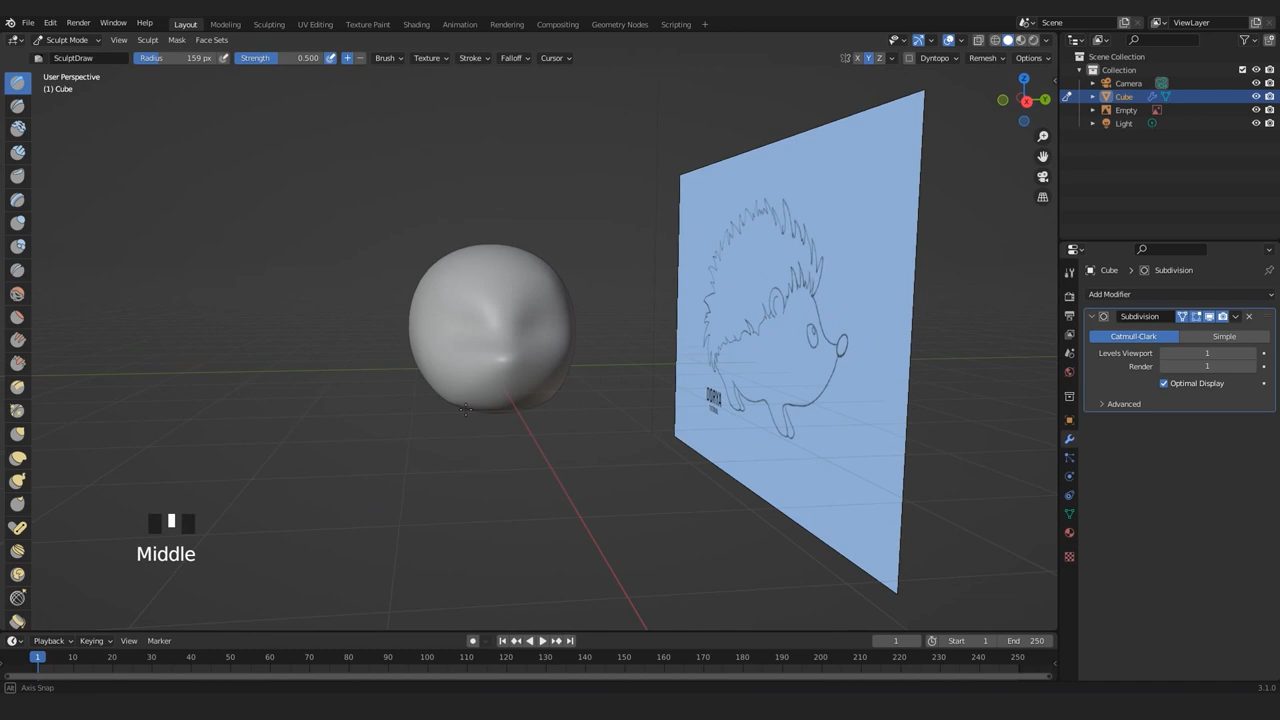 File Edit Render Window Help Layout Modeling Sculpting UV Editing Texture Paint Shading Animation Rendering Compositing Geometry Nodes Scripting + Scene ViewLayer
Sculpt Mode View Sculpt Mask Face Sets X Y Z Dyntopo Remesh Options
SculptDraw Radius 159 px Strength 0.500 Brush Texture Stroke Falloff Cursor
User Perspective
(1) Cube
Z
X
Y
Scene Collection
Collection
Camera
Cube
Empty
Light
Cube > Subdivision
Add Modifier
Subdivision
Catmull-Clark Simple
Levels Viewport 1
Render 1
Optimal Display
Advanced
DORYA
Middle
Playback Keying View Marker 1 Start 1 End 250
1 10 20 30 40 50 60 70 80 90 100 110 120 130 140 150 160 170 180 190 200 210 220 230 240 250
Alt Axis Snap 3.1.0